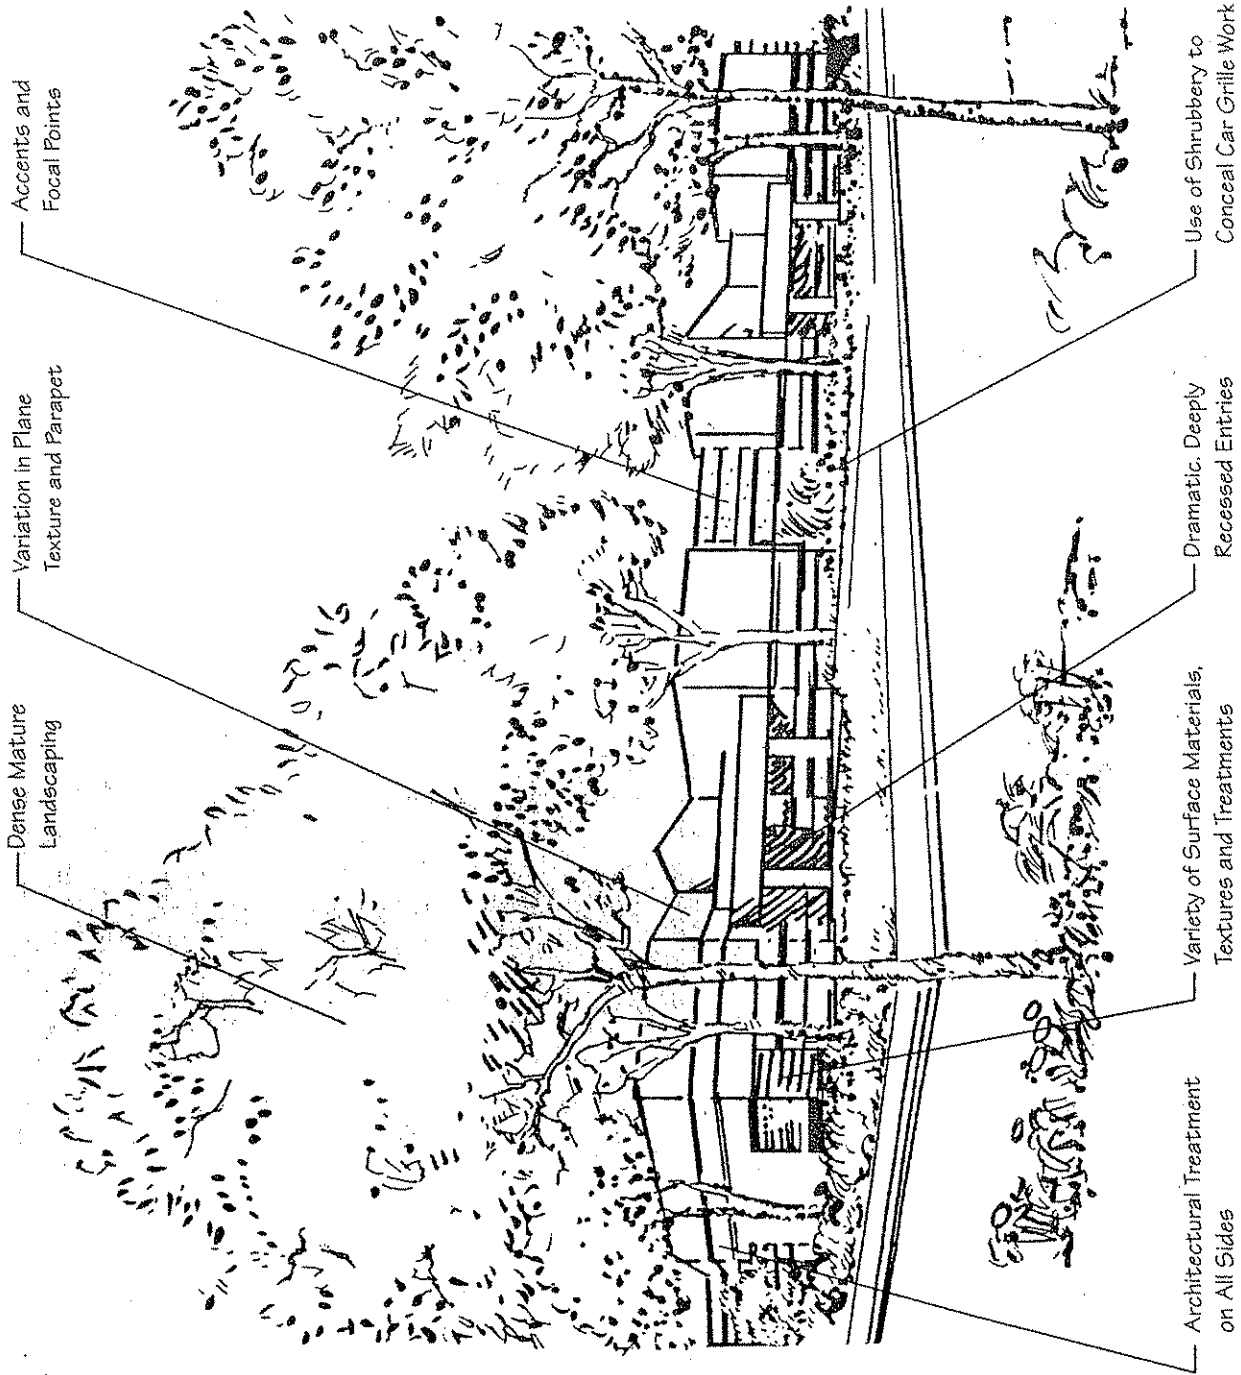 Dense Mature
Landscaping
Variation in Plane
Texture and Parapet
Accents and
Focal Points
Architectural Treatment
on All Sides
Variety of Surface Materials,
Textures and Treatments
Dramatic, Deeply
Recessed Entries
Use of Shrubbery to
Conceal Car Grille Work